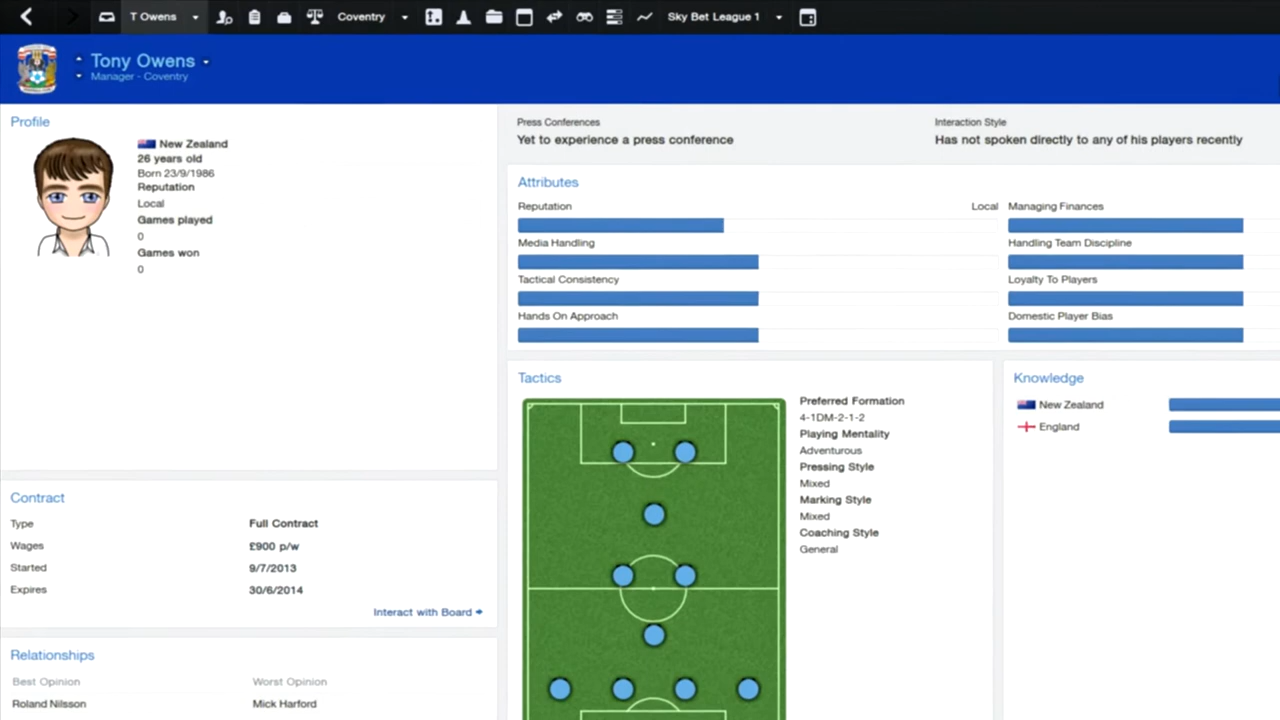 T Owens
Coventry
Sky Bet League 1
Tony Owens
Manager - Coventry
Profile
New Zealand
26 years old
Born 23/9/1986
Reputation
Local
Games played
0
Games won
0
Press Conferences
Yet to experience a press conference
Interaction Style
Has not spoken directly to any of his players recently
Attributes
Reputation Local
Media Handling
Tactical Consistency
Hands On Approach
Managing Finances
Handling Team Discipline
Loyalty To Players
Domestic Player Bias
Contract
Type Full Contract
Wages £900 p/w
Started 9/7/2013
Expires 30/6/2014
Interact with Board
Relationships
Best Opinion Worst Opinion
Roland Nilsson Mick Harford
Tactics
Preferred Formation
4-1DM-2-1-2
Playing Mentality
Adventurous
Pressing Style
Mixed
Marking Style
Mixed
Coaching Style
General
Knowledge
New Zealand
England